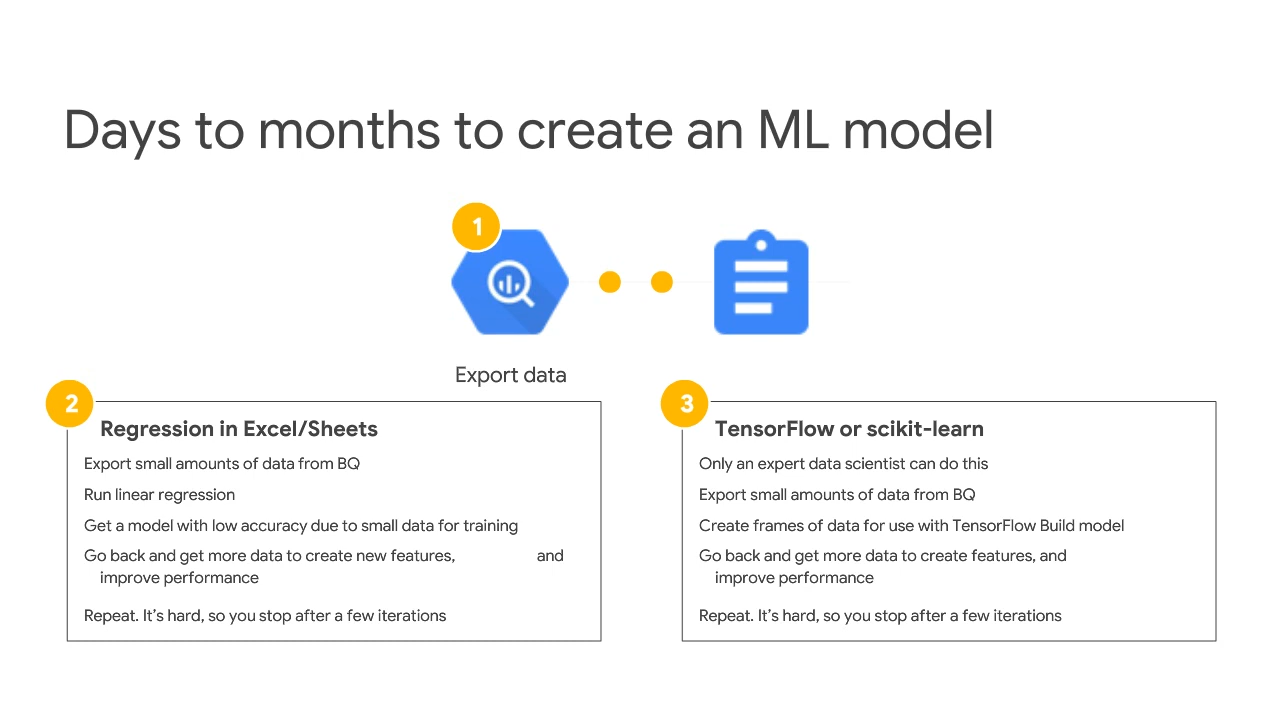 Days to months to create an ML model
1
Export data
2
Regression in Excel/Sheets
Export small amounts of data from BQ
Run linear regression
Get a model with low accuracy due to small data for training
Go back and get more data to create new features, and
improve performance
Repeat. It's hard, so you stop after a few iterations
3
TensorFlow or scikit-learn
Only an expert data scientist can do this
Export small amounts of data from BQ
Create frames of data for use with TensorFlow Build model
Go back and get more data to create features, and
improve performance
Repeat. It's hard, so you stop after a few iterations